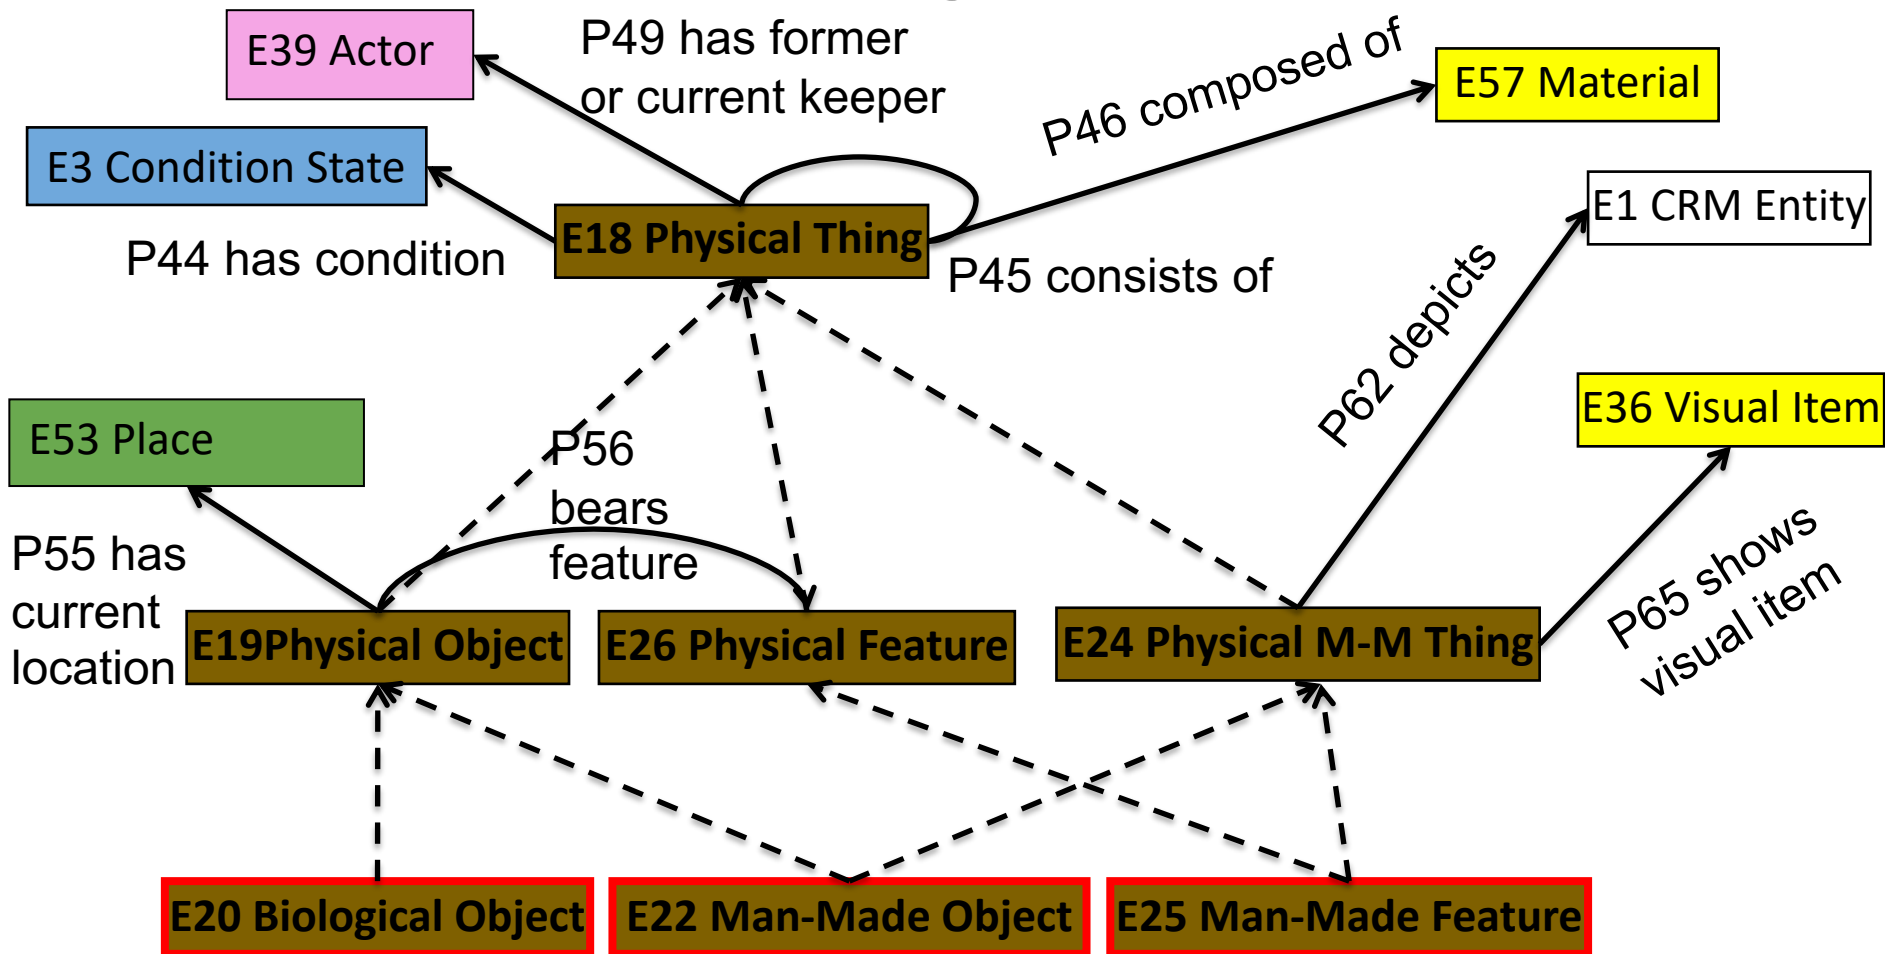 E39 Actor
P49 has former
or current keeper
P46 composed of
E57 Material
E3 Condition State
E1 CRM Entity
E18 Physical Thing
P44 has condition
P45 consists of
P62 depicts
E36 Visual Item
E53 Place
P56
bears
feature
P55 has
current
location
P65 shows
visual item
E19Physical Object
E26 Physical Feature
E24 Physical M-M Thing
E20 Biological Object
E22 Man-Made Object
E25 Man-Made Feature